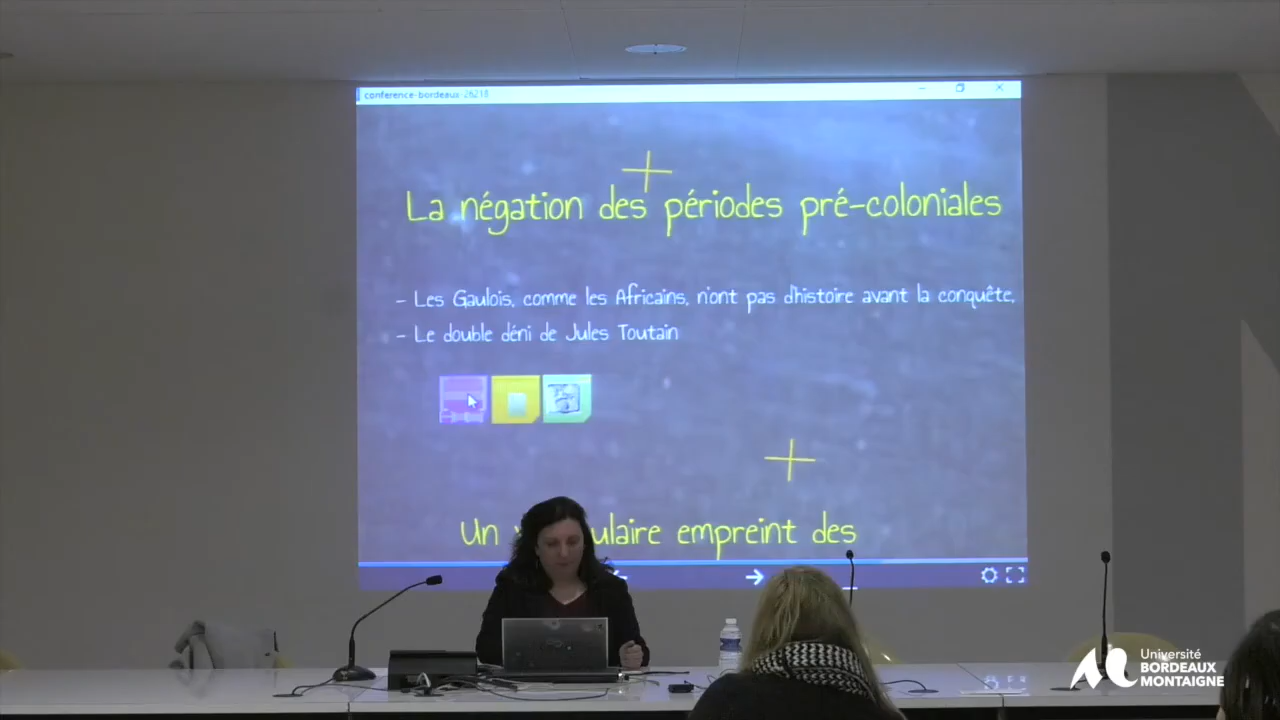 conference-bordeaux-26218
La négation des périodes pré-coloniales
- Les Gaulois, comme les Africains, n'ont pas d'histoire avant la conquête,
- Le double déni de Jules Toutain
Un ulaire empreint des
Université
BORDEAUX
MONTAIGNE